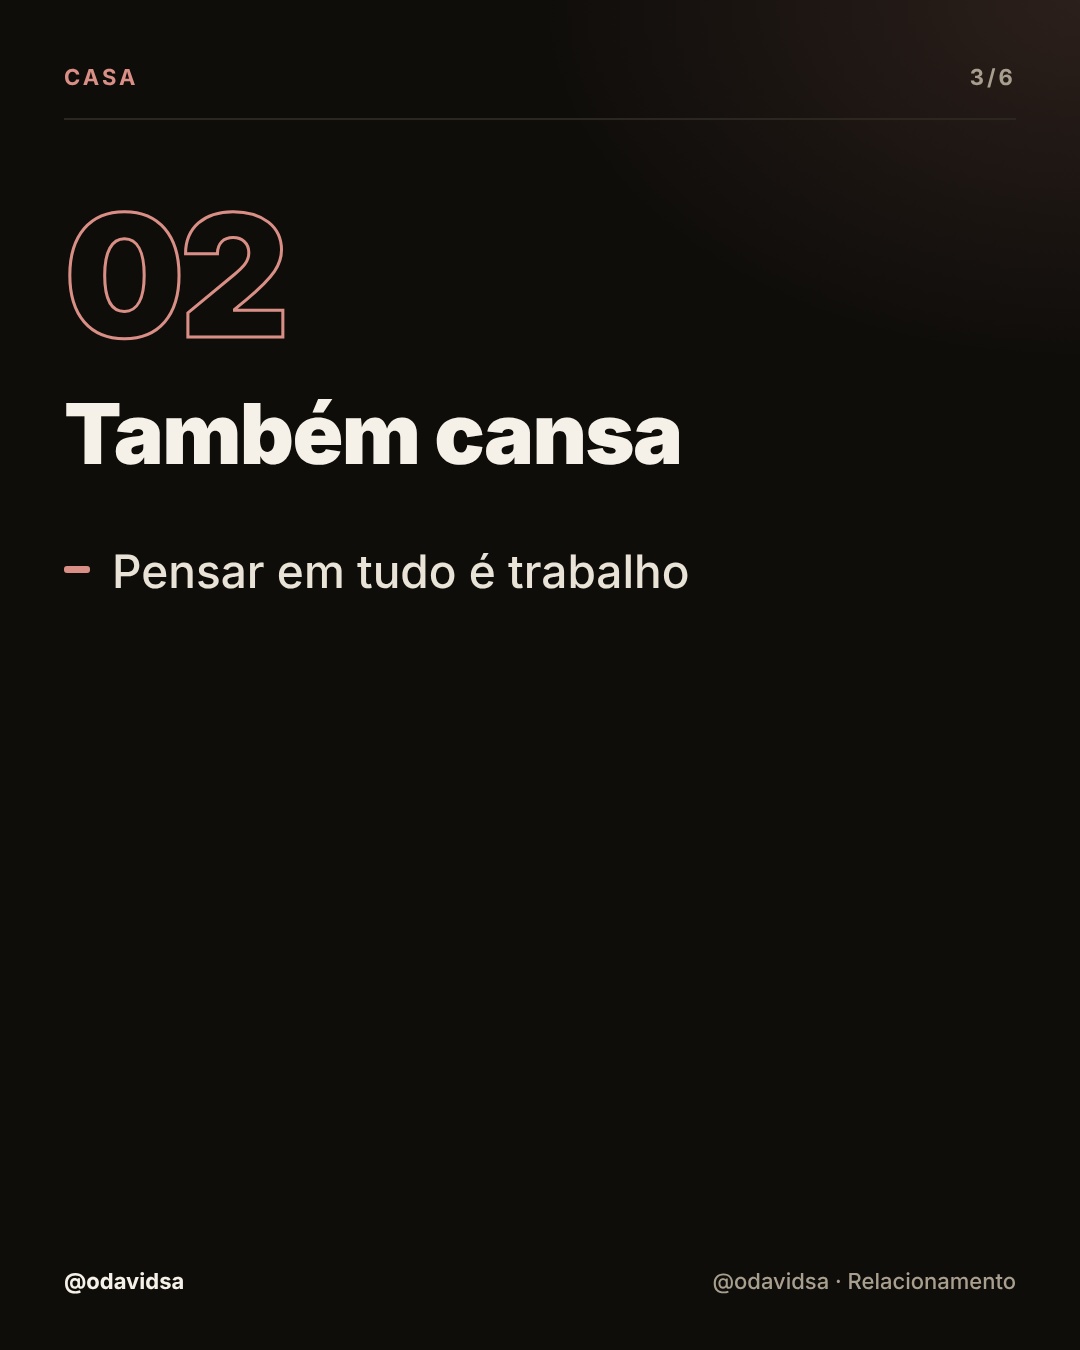 CASA
3/6
02
Também cansa
Pensar em tudo é trabalho
@odavidsa
@odavidsa · Relacionamento